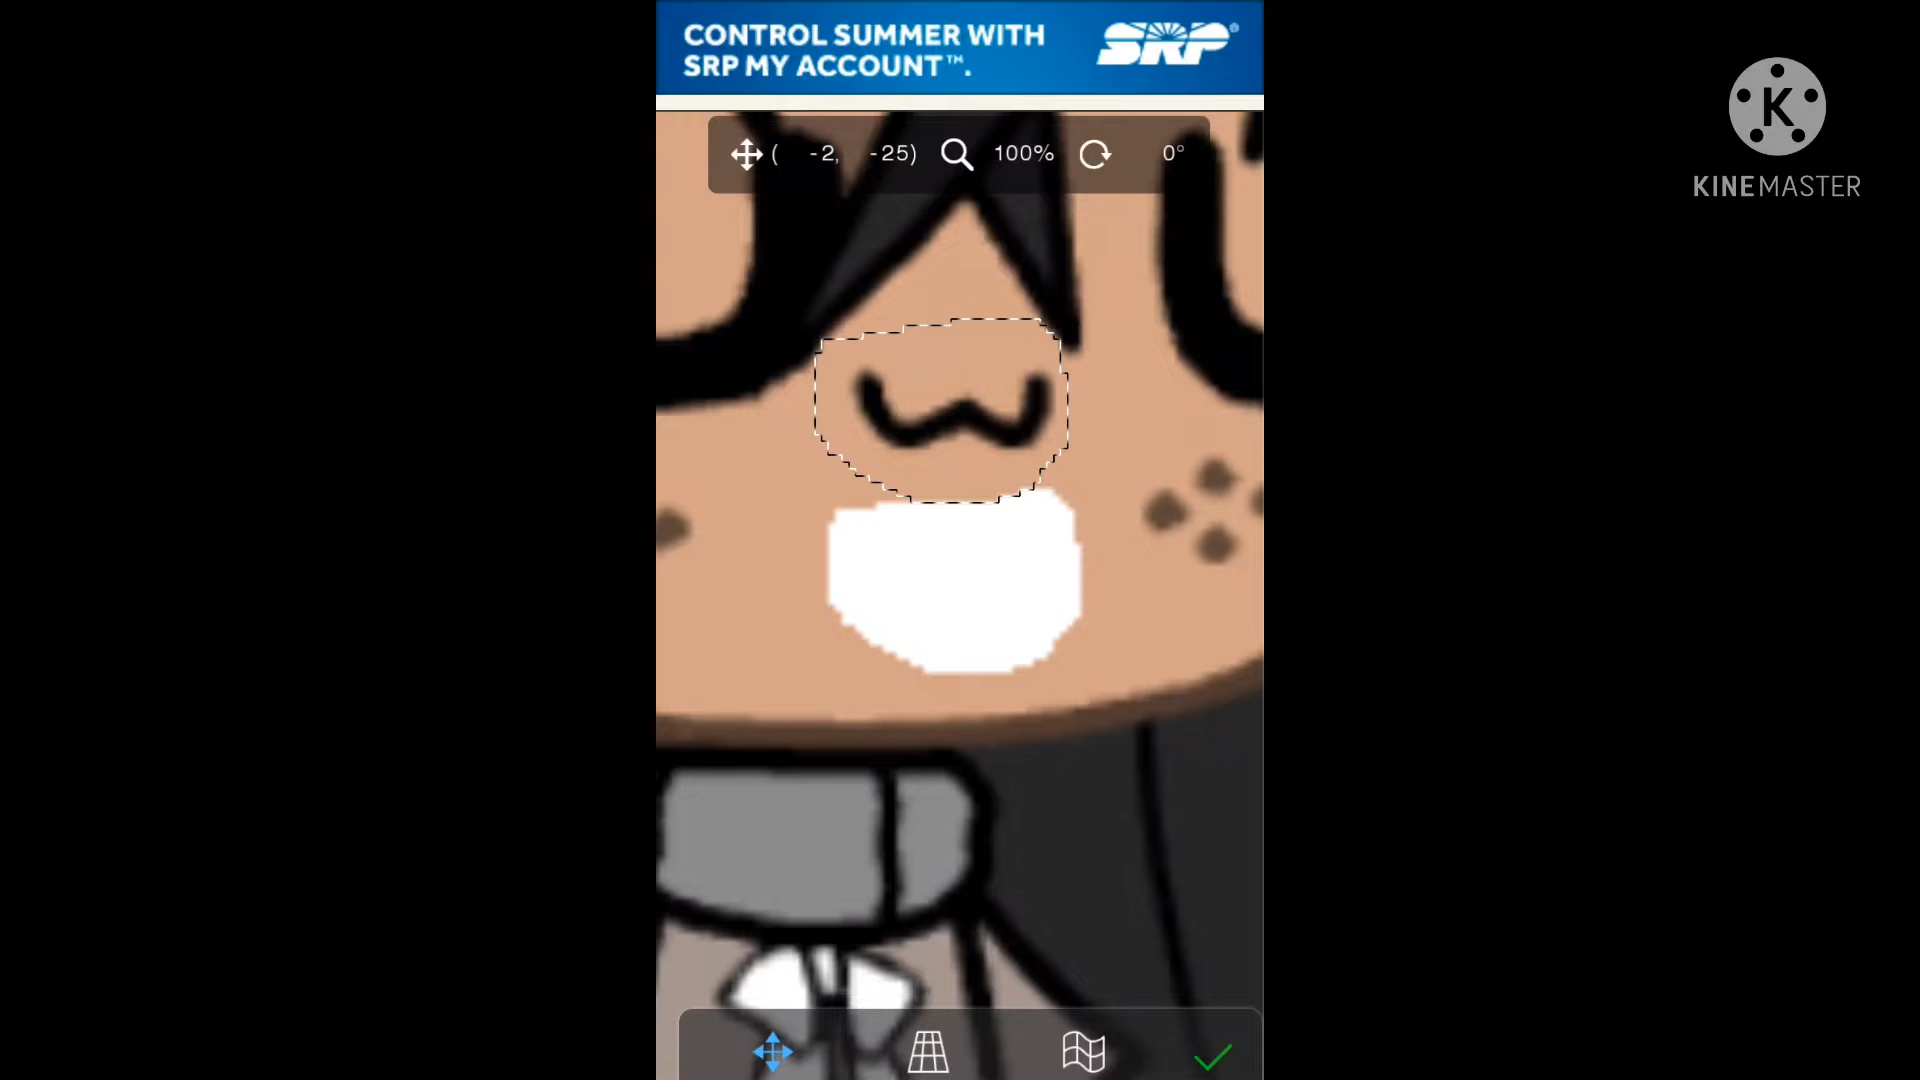 CONTROL SUMMER WITH
SRP MY ACCOUNT™.
SRP®
( -2, -25) 100% 0°
K
KINEMASTER